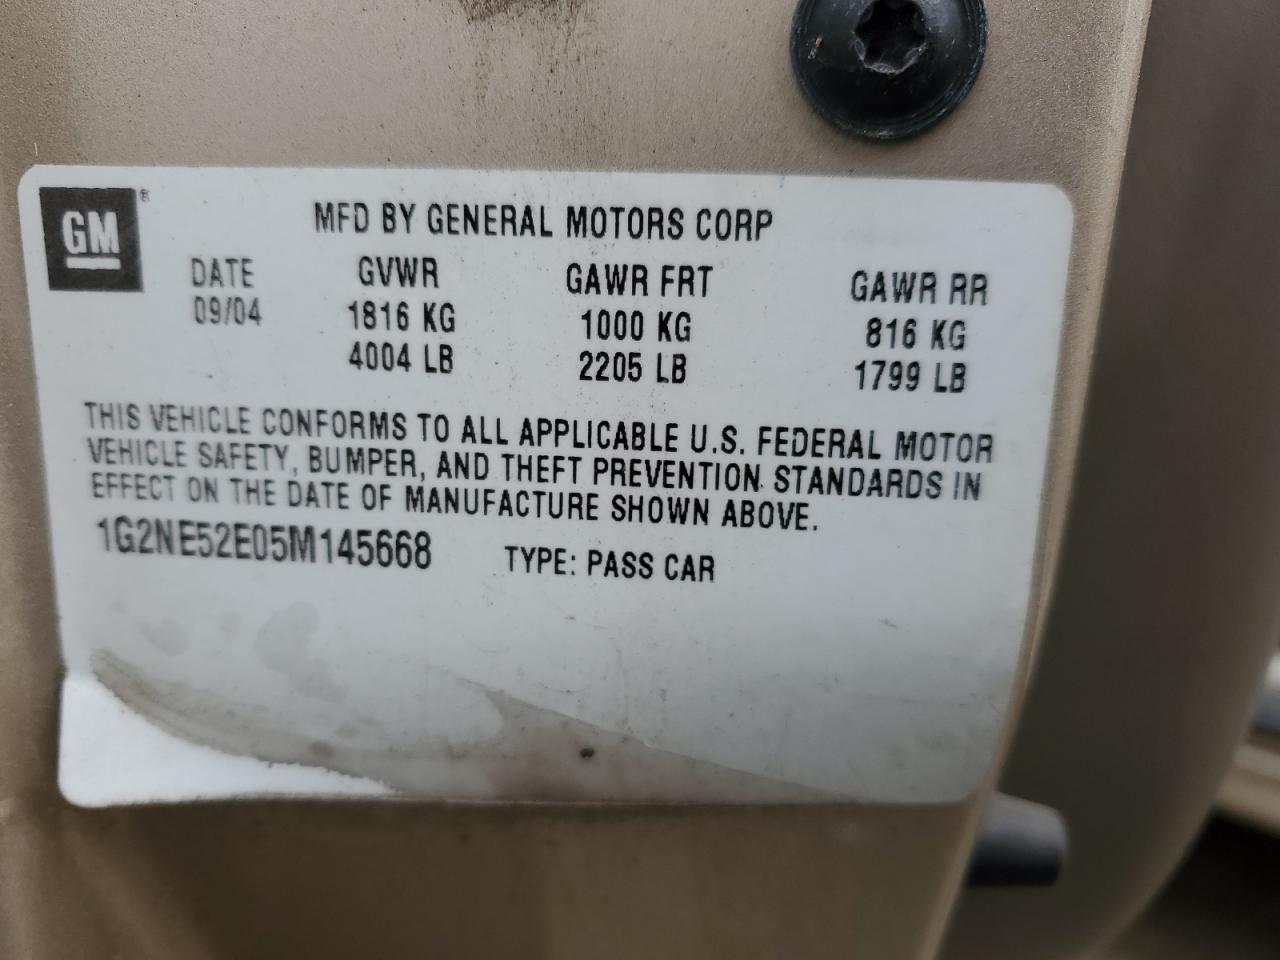 GM ®
MFD BY GENERAL MOTORS CORP
DATE GVWR GAWR FRT GAWR RR
09/04 1816 KG 1000 KG 816 KG
4004 LB 2205 LB 1799 LB
THIS VEHICLE CONFORMS TO ALL APPLICABLE U.S. FEDERAL MOTOR
VEHICLE SAFETY, BUMPER, AND THEFT PREVENTION STANDARDS IN
EFFECT ON THE DATE OF MANUFACTURE SHOWN ABOVE.
1G2NE52E05M145668 TYPE: PASS CAR